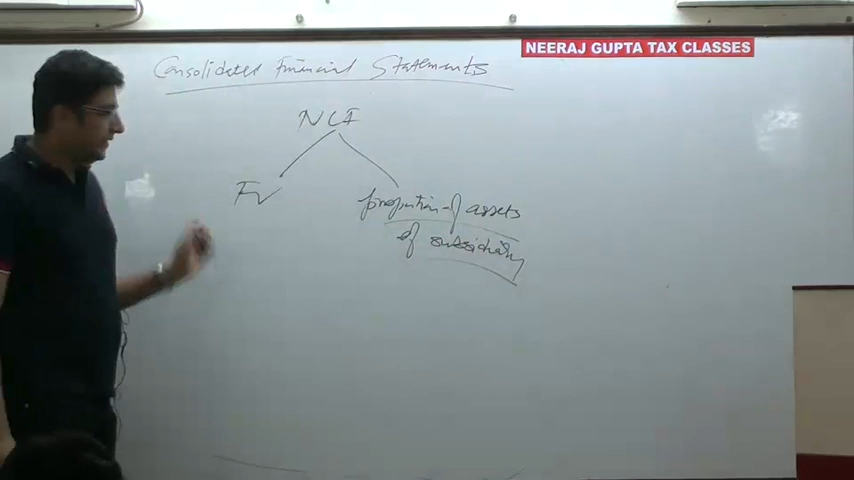 NEERAJ GUPTA TAX CLASSES
Consolidated Financial Statements
NCI
FV
proportion of assets
of subsidiary